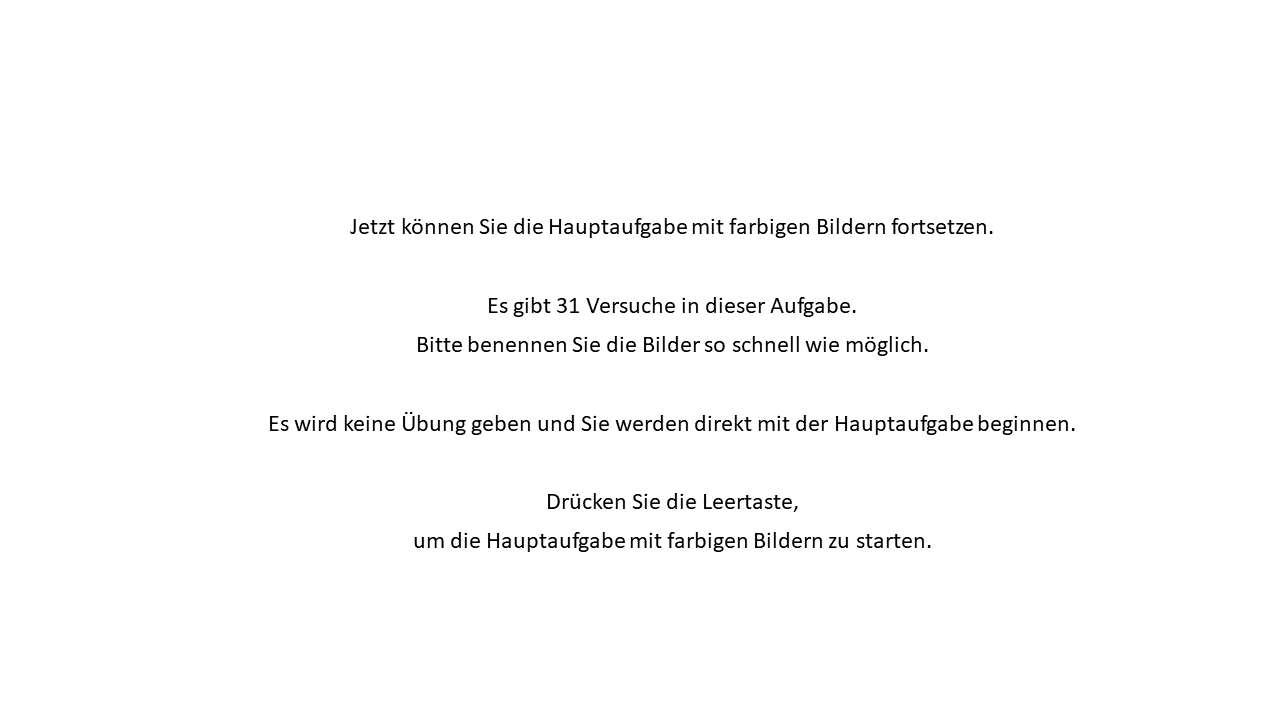 Jetzt können Sie die Hauptaufgabe mit farbigen Bildern fortsetzen.
Es gibt 31 Versuche in dieser Aufgabe.
Bitte benennen Sie die Bilder so schnell wie möglich.
Es wird keine Übung geben und Sie werden direkt mit der Hauptaufgabe beginnen.
Drücken Sie die Leertaste,
um die Hauptaufgabe mit farbigen Bildern zu starten.